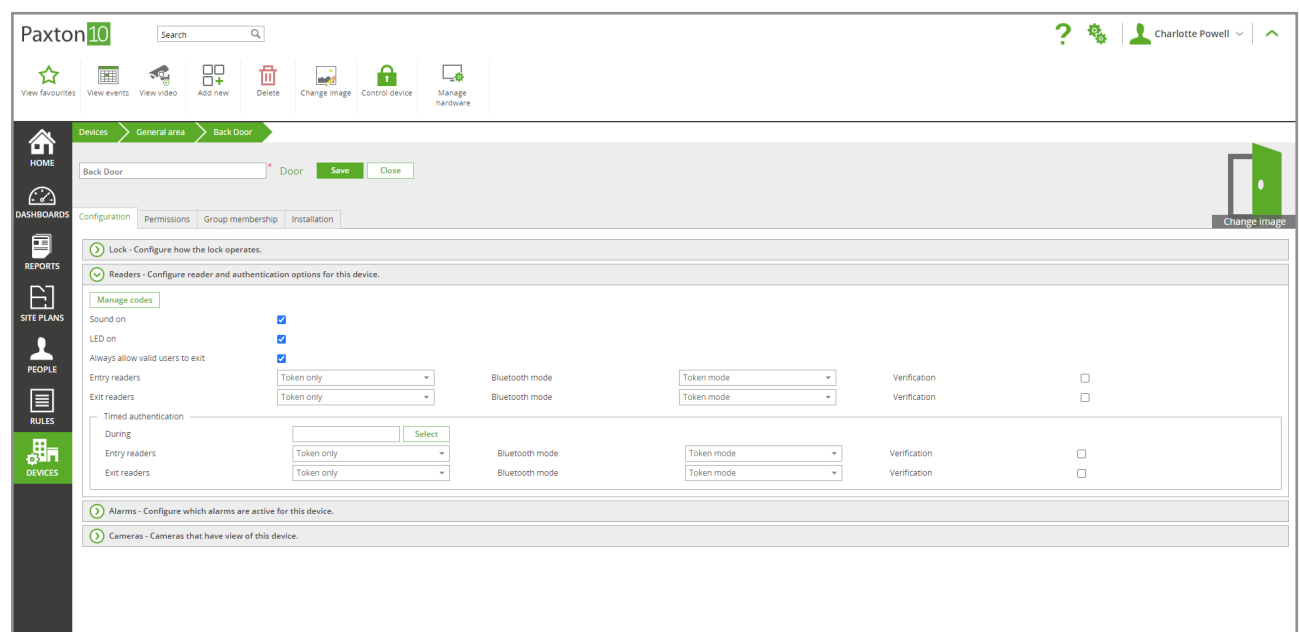 Paxton10
Search
Charlotte Powell
View favourites
View events
View video
Add new
Delete
Change image
Control device
Manage hardware
HOME
DASHBOARDS
REPORTS
SITE PLANS
PEOPLE
RULES
DEVICES
Devices
General area
Back Door
Back Door * Door Save Close
Change image
Configuration Permissions Group membership Installation
Lock - Configure how the lock operates.
Readers - Configure reader and authentication options for this device.
Manage codes
Sound on
LED on
Always allow valid users to exit
Entry readers Token only Bluetooth mode Token mode Verification
Exit readers Token only Bluetooth mode Token mode Verification
Timed authentication
During Select
Entry readers Token only Bluetooth mode Token mode Verification
Exit readers Token only Bluetooth mode Token mode Verification
Alarms - Configure which alarms are active for this device.
Cameras - Cameras that have view of this device.